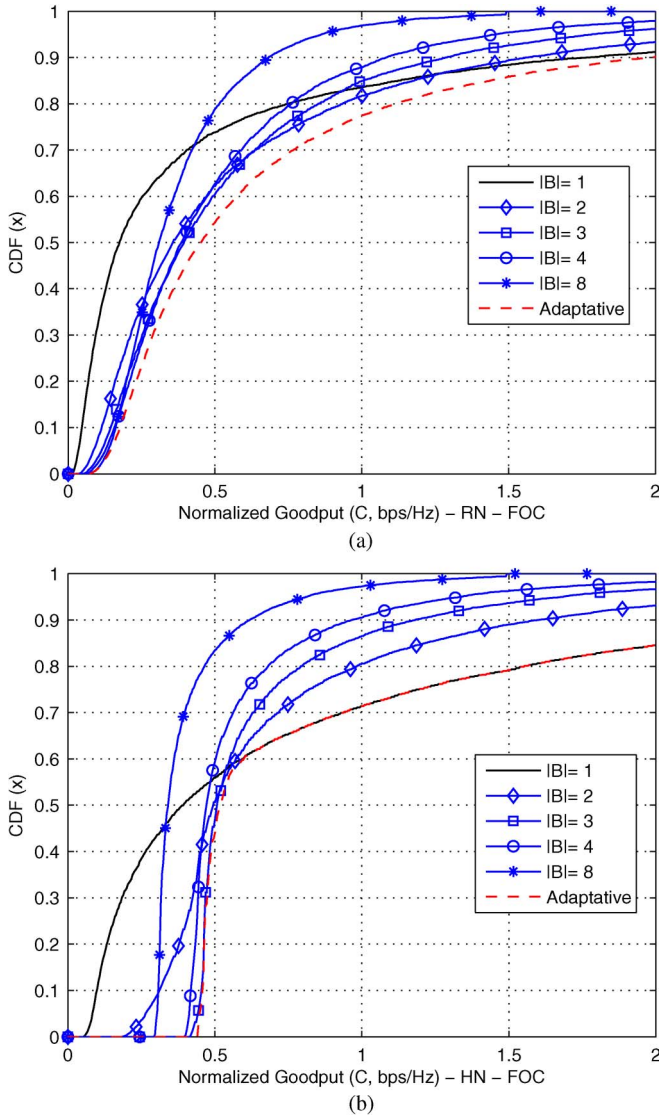 1
0.9
0.8
0.7
0.6
0.5
0.4
0.3
0.2
0.1
0
CDF (x)
|B|= 1
|B|= 2
|B|= 3
|B|= 4
|B|= 8
Adaptative
0 0.5 1 1.5 2
Normalized Goodput (C, bps/Hz) – RN – FOC
(a)
1
0.9
0.8
0.7
0.6
0.5
0.4
0.3
0.2
0.1
0
CDF (x)
|B|= 1
|B|= 2
|B|= 3
|B|= 4
|B|= 8
Adaptative
0 0.5 1 1.5 2
Normalized Goodput (C, bps/Hz) – HN – FOC
(b)